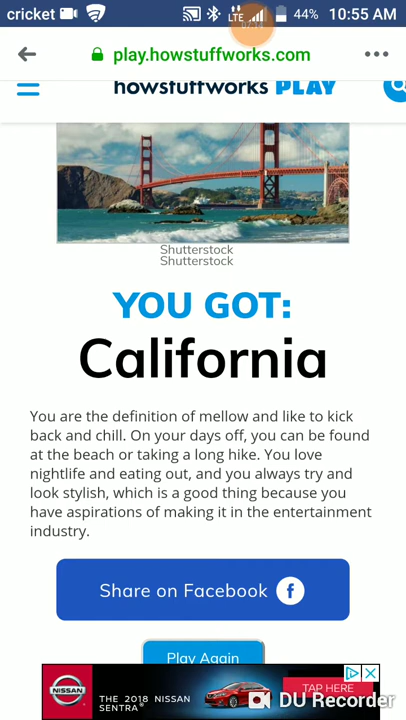 cricket LTE 44% 10:55 AM
play.howstuffworks.com
howstuffworks PLAY
Shutterstock
Shutterstock
YOU GOT:
California
You are the definition of mellow and like to kick
back and chill. On your days off, you can be found
at the beach or taking a long hike. You love
nightlife and eating out, and you always try and
look stylish, which is a good thing because you
have aspirations of making it in the entertainment
industry.
Share on Facebook f
Play Again
NISSAN THE 2018 NISSAN
SENTRA® TAP HERE
DU Recorder